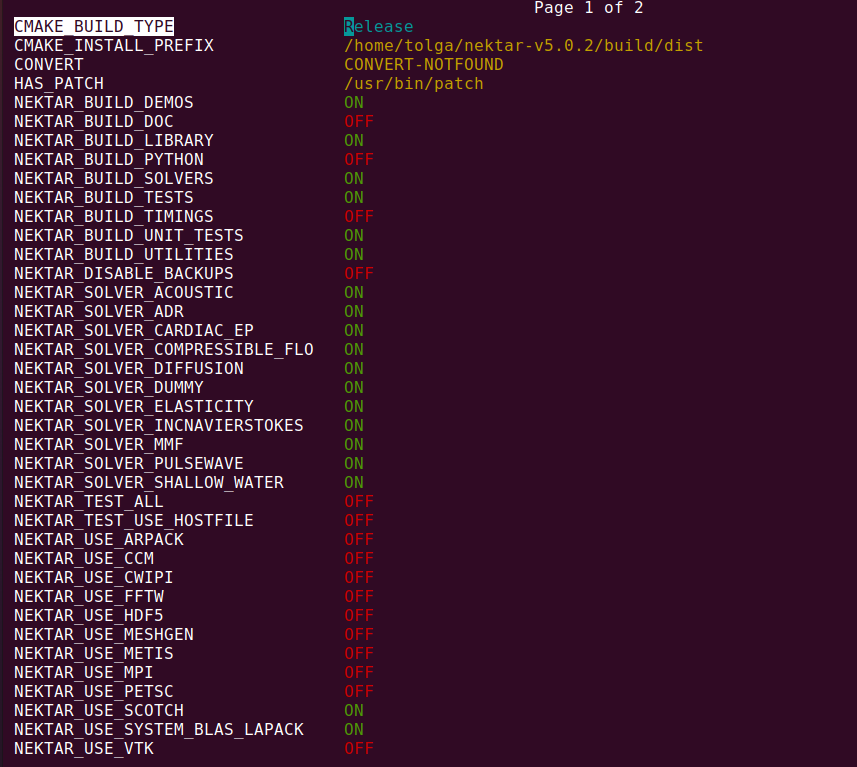 Page 1 of 2
CMAKE_BUILD_TYPE Release
CMAKE_INSTALL_PREFIX /home/tolga/nektar-v5.0.2/build/dist
CONVERT CONVERT-NOTFOUND
HAS_PATCH /usr/bin/patch
NEKTAR_BUILD_DEMOS ON
NEKTAR_BUILD_DOC OFF
NEKTAR_BUILD_LIBRARY ON
NEKTAR_BUILD_PYTHON OFF
NEKTAR_BUILD_SOLVERS ON
NEKTAR_BUILD_TESTS ON
NEKTAR_BUILD_TIMINGS OFF
NEKTAR_BUILD_UNIT_TESTS ON
NEKTAR_BUILD_UTILITIES ON
NEKTAR_DISABLE_BACKUPS OFF
NEKTAR_SOLVER_ACOUSTIC ON
NEKTAR_SOLVER_ADR ON
NEKTAR_SOLVER_CARDIAC_EP ON
NEKTAR_SOLVER_COMPRESSIBLE_FLO ON
NEKTAR_SOLVER_DIFFUSION ON
NEKTAR_SOLVER_DUMMY ON
NEKTAR_SOLVER_ELASTICITY ON
NEKTAR_SOLVER_INCNAVIERSTOKES ON
NEKTAR_SOLVER_MMF ON
NEKTAR_SOLVER_PULSEWAVE ON
NEKTAR_SOLVER_SHALLOW_WATER ON
NEKTAR_TEST_ALL OFF
NEKTAR_TEST_USE_HOSTFILE OFF
NEKTAR_USE_ARPACK OFF
NEKTAR_USE_CCM OFF
NEKTAR_USE_CWIPI OFF
NEKTAR_USE_FFTW OFF
NEKTAR_USE_HDF5 OFF
NEKTAR_USE_MESHGEN OFF
NEKTAR_USE_METIS OFF
NEKTAR_USE_MPI OFF
NEKTAR_USE_PETSC OFF
NEKTAR_USE_SCOTCH ON
NEKTAR_USE_SYSTEM_BLAS_LAPACK ON
NEKTAR_USE_VTK OFF